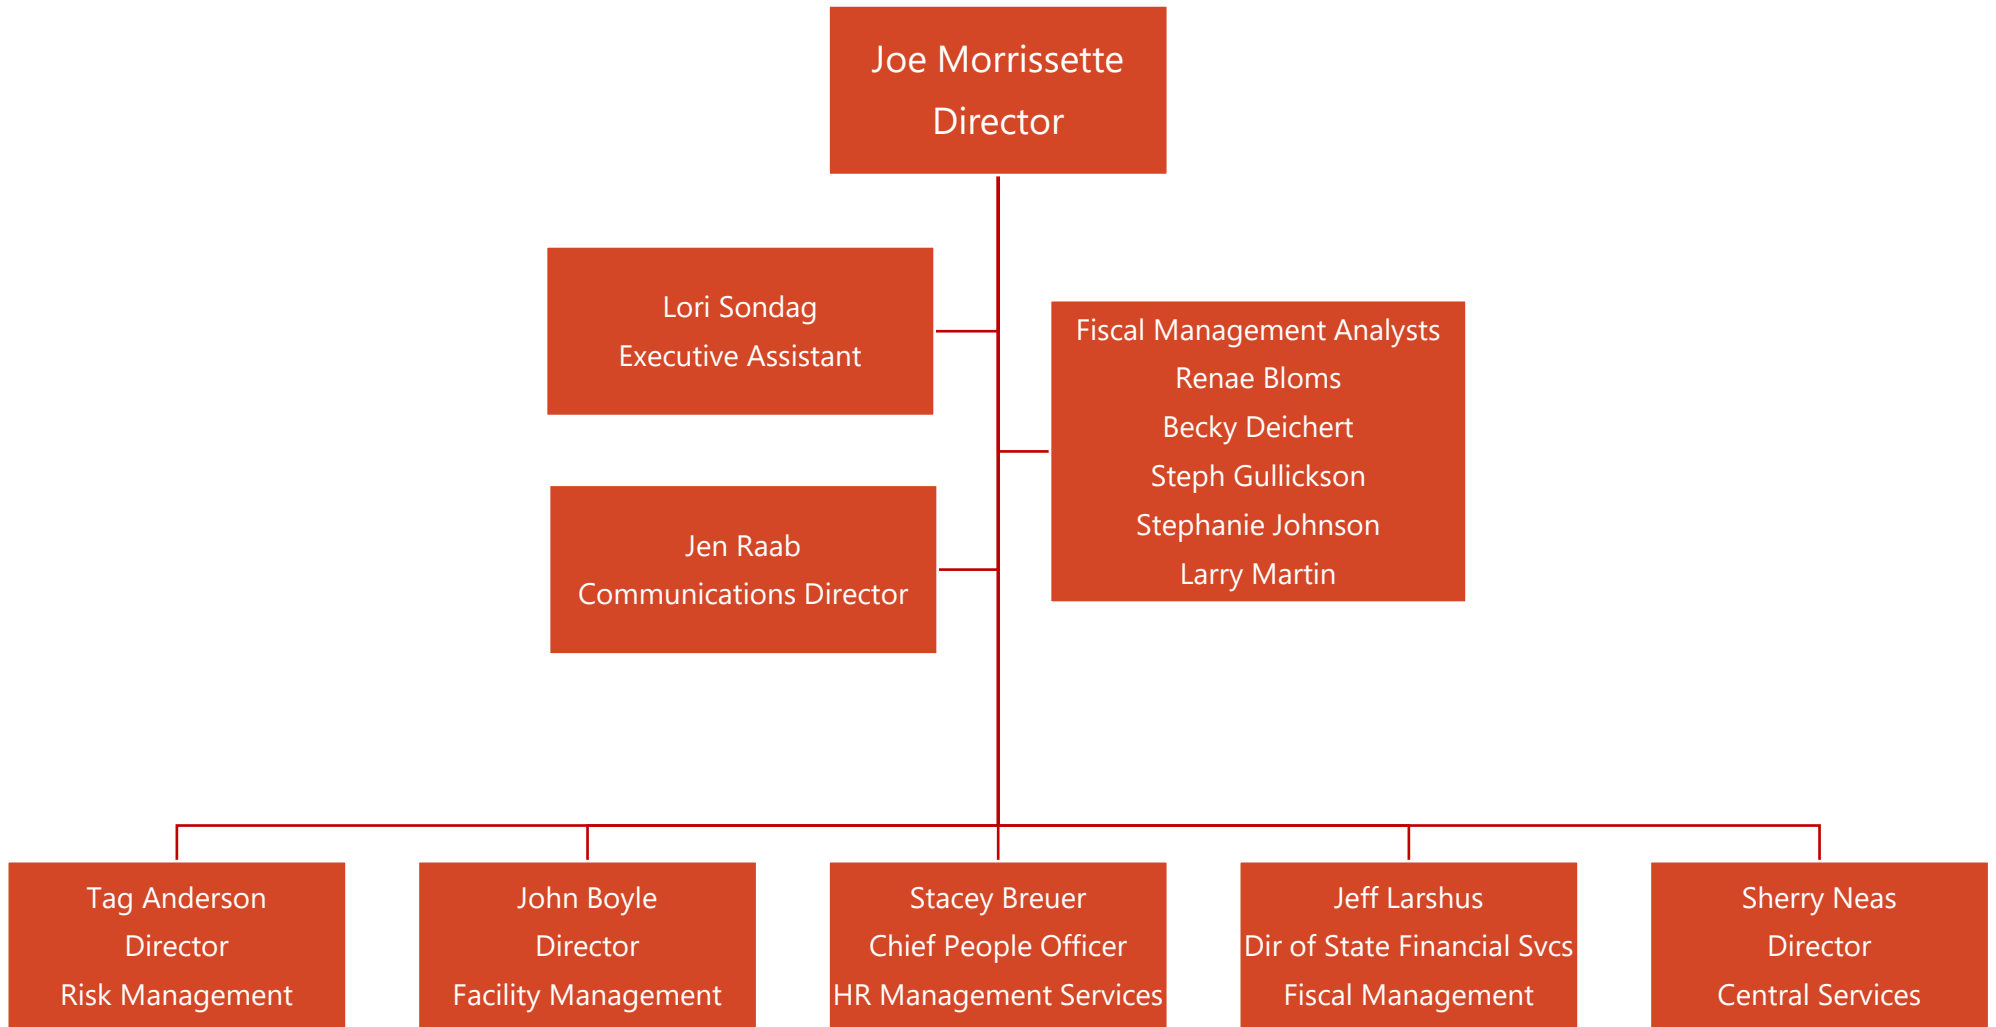 Joe Morrissette
Director
Lori Sondag
Executive Assistant
Fiscal Management Analysts
Renae Bloms
Becky Deichert
Steph Gullickson
Stephanie Johnson
Larry Martin
Jen Raab
Communications Director
Tag Anderson
Director
Risk Management
John Boyle
Director
Facility Management
Stacey Breuer
Chief People Officer
HR Management Services
Jeff Larshus
Dir of State Financial Svcs
Fiscal Management
Sherry Neas
Director
Central Services